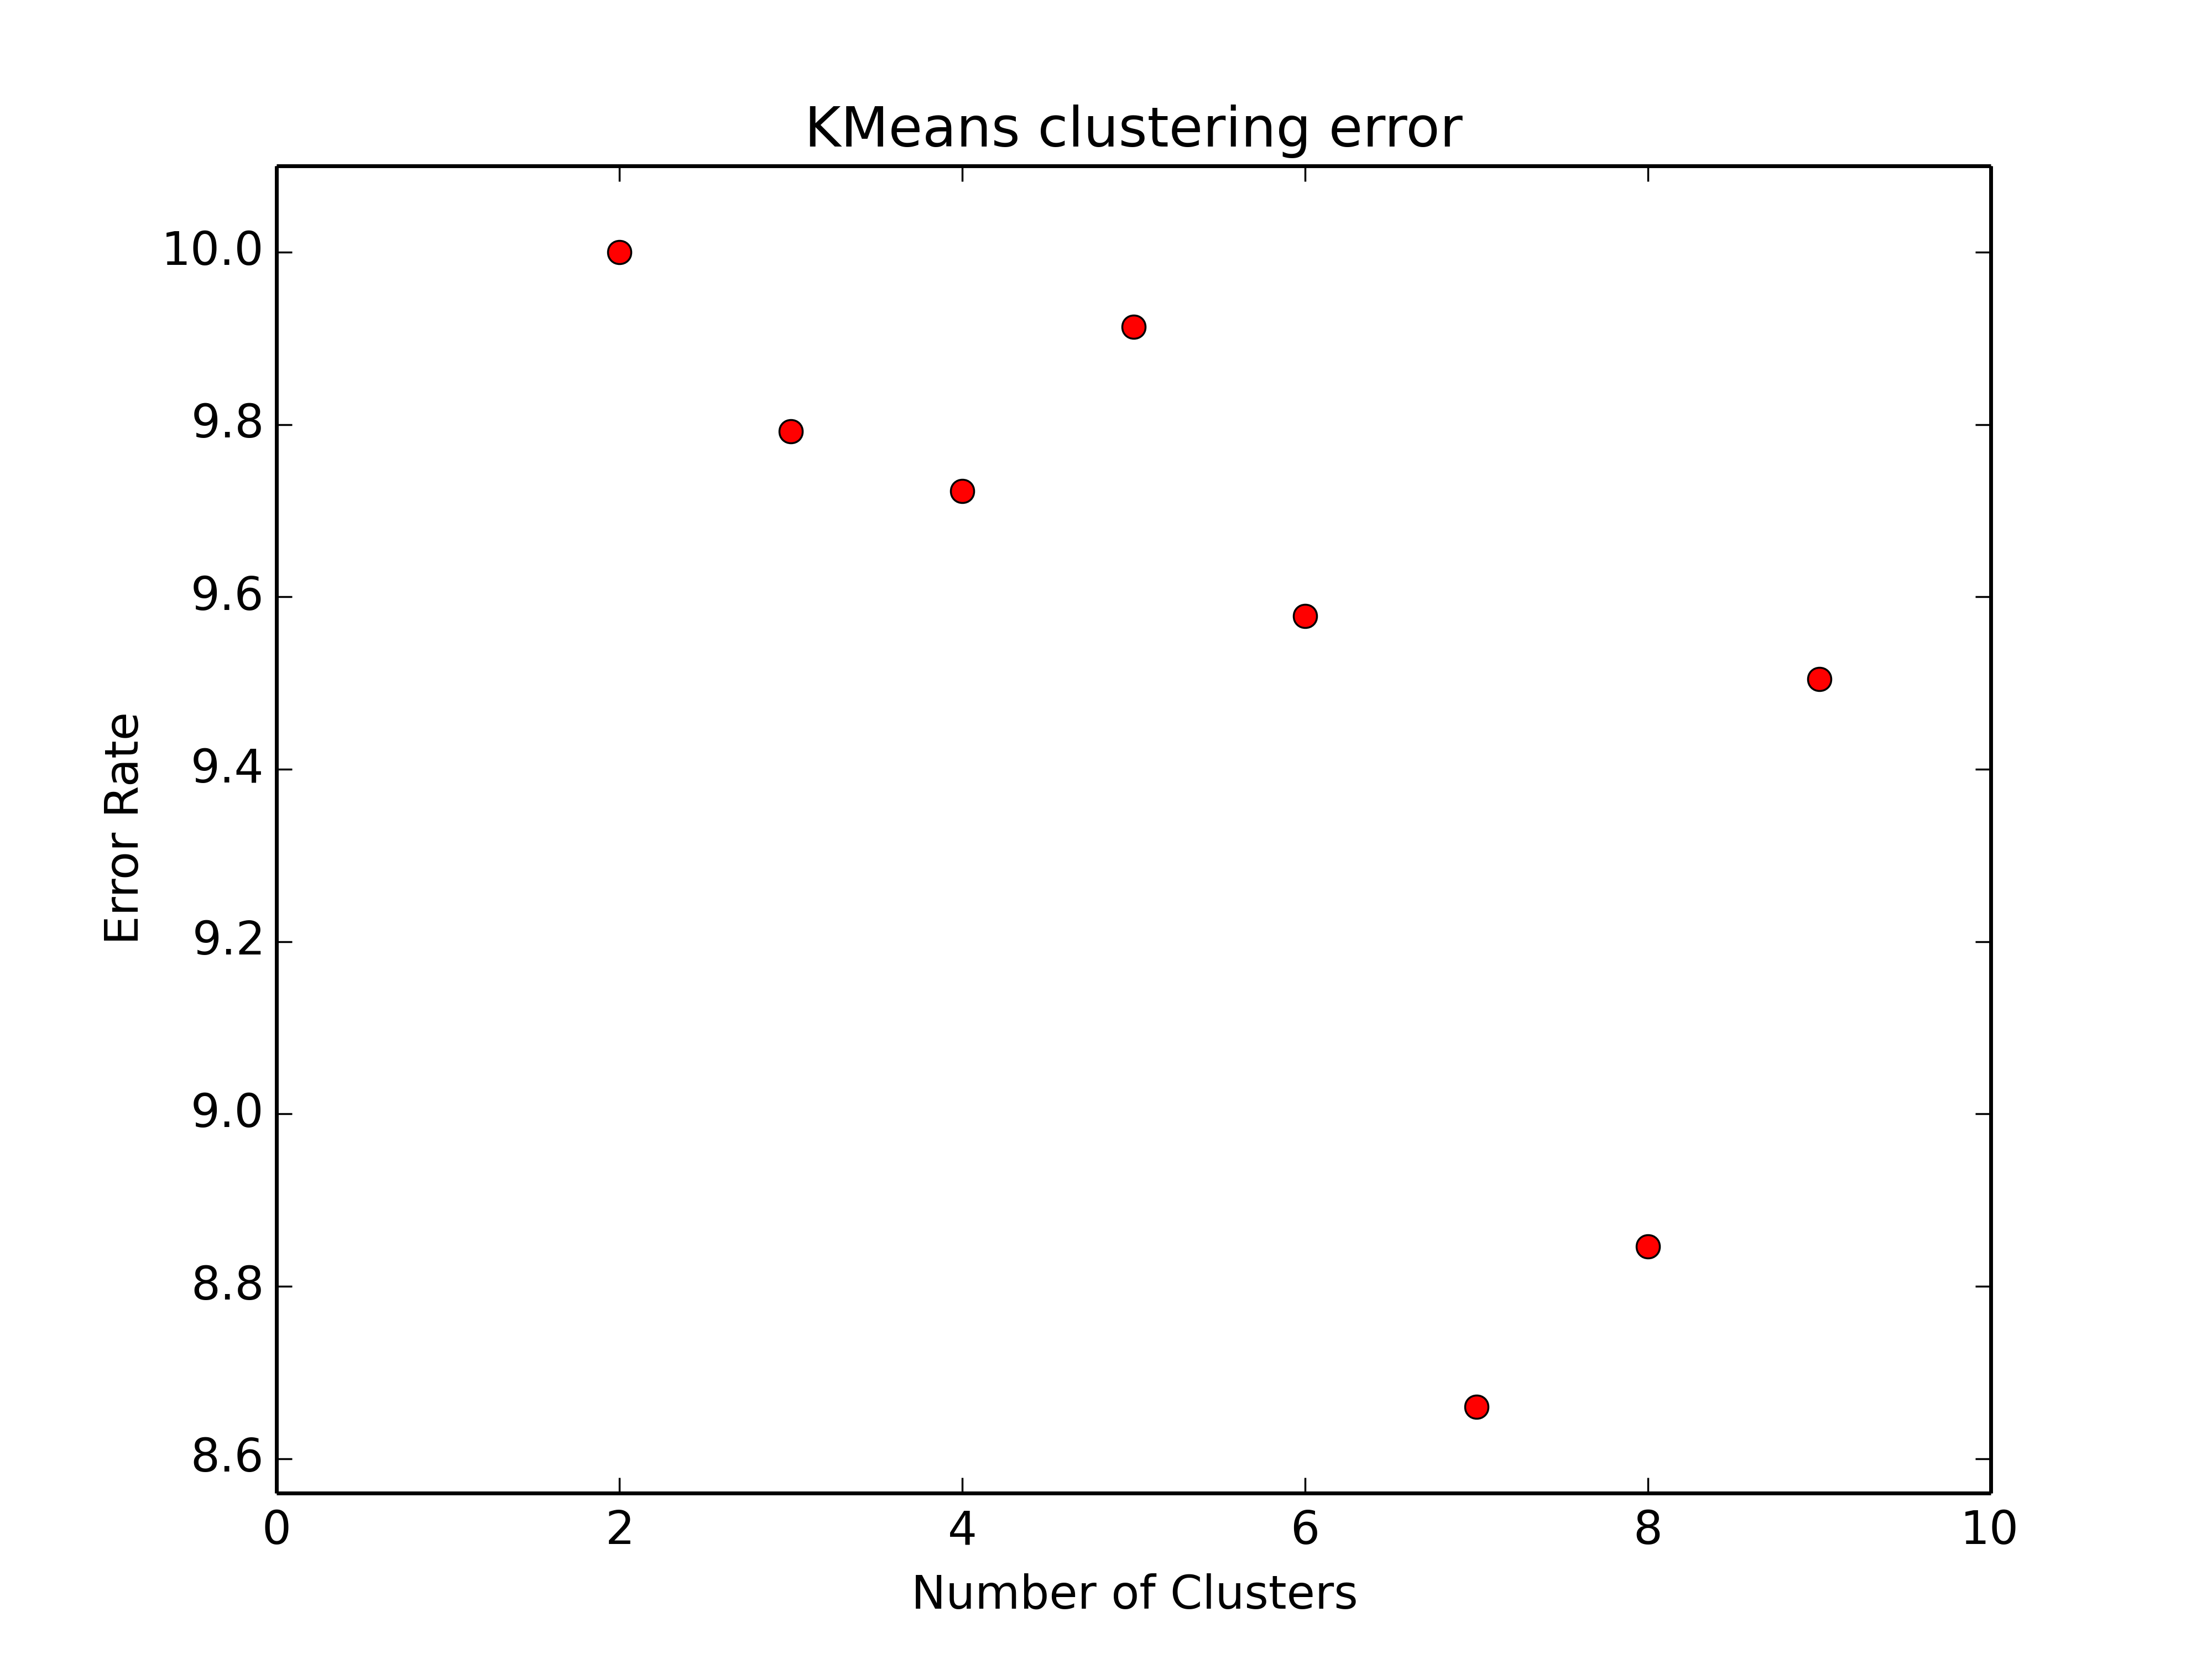 KMeans clustering error
10.0
9.8
9.6
9.4
9.2
9.0
8.8
8.6
Error Rate
0 2 4 6 8 10
Number of Clusters